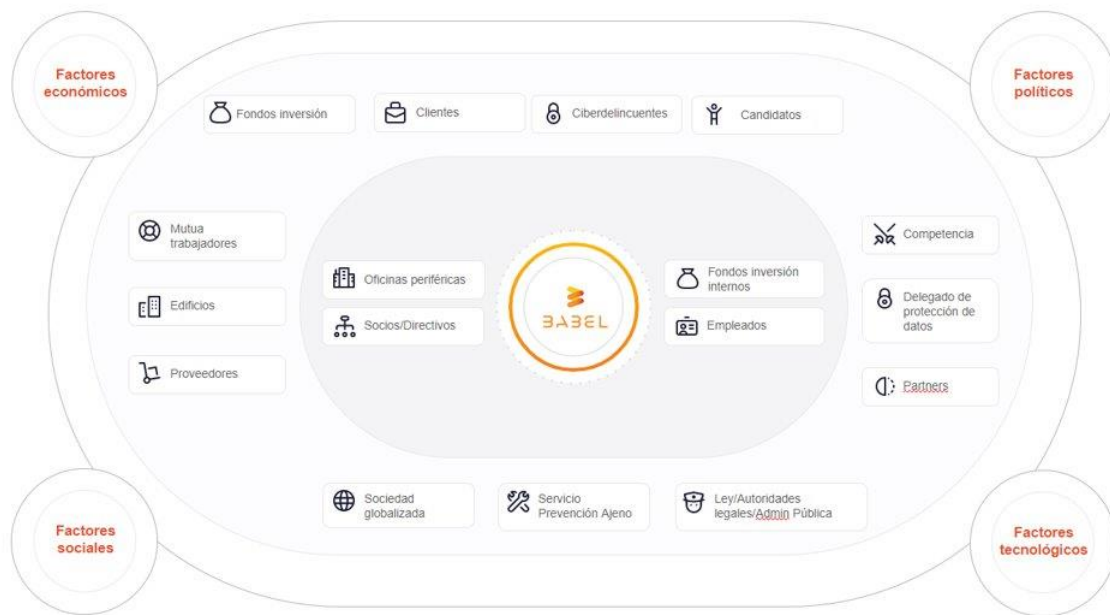 Factores
económicos
Factores
políticos
Fondos inversión
Clientes
Ciberdelincuentes
Candidatos
Mutua
trabajadores
Edificios
Proveedores
Oficinas periféricas
Socios/Directivos
BABEL
Fondos inversión
internos
Empleados
Competencia
Delegado de
protección de
datos
Partners
Sociedad
globalizada
Servicio
Prevención Ajeno
Ley/Autoridades
legales/Admin Pública
Factores
sociales
Factores
tecnológicos